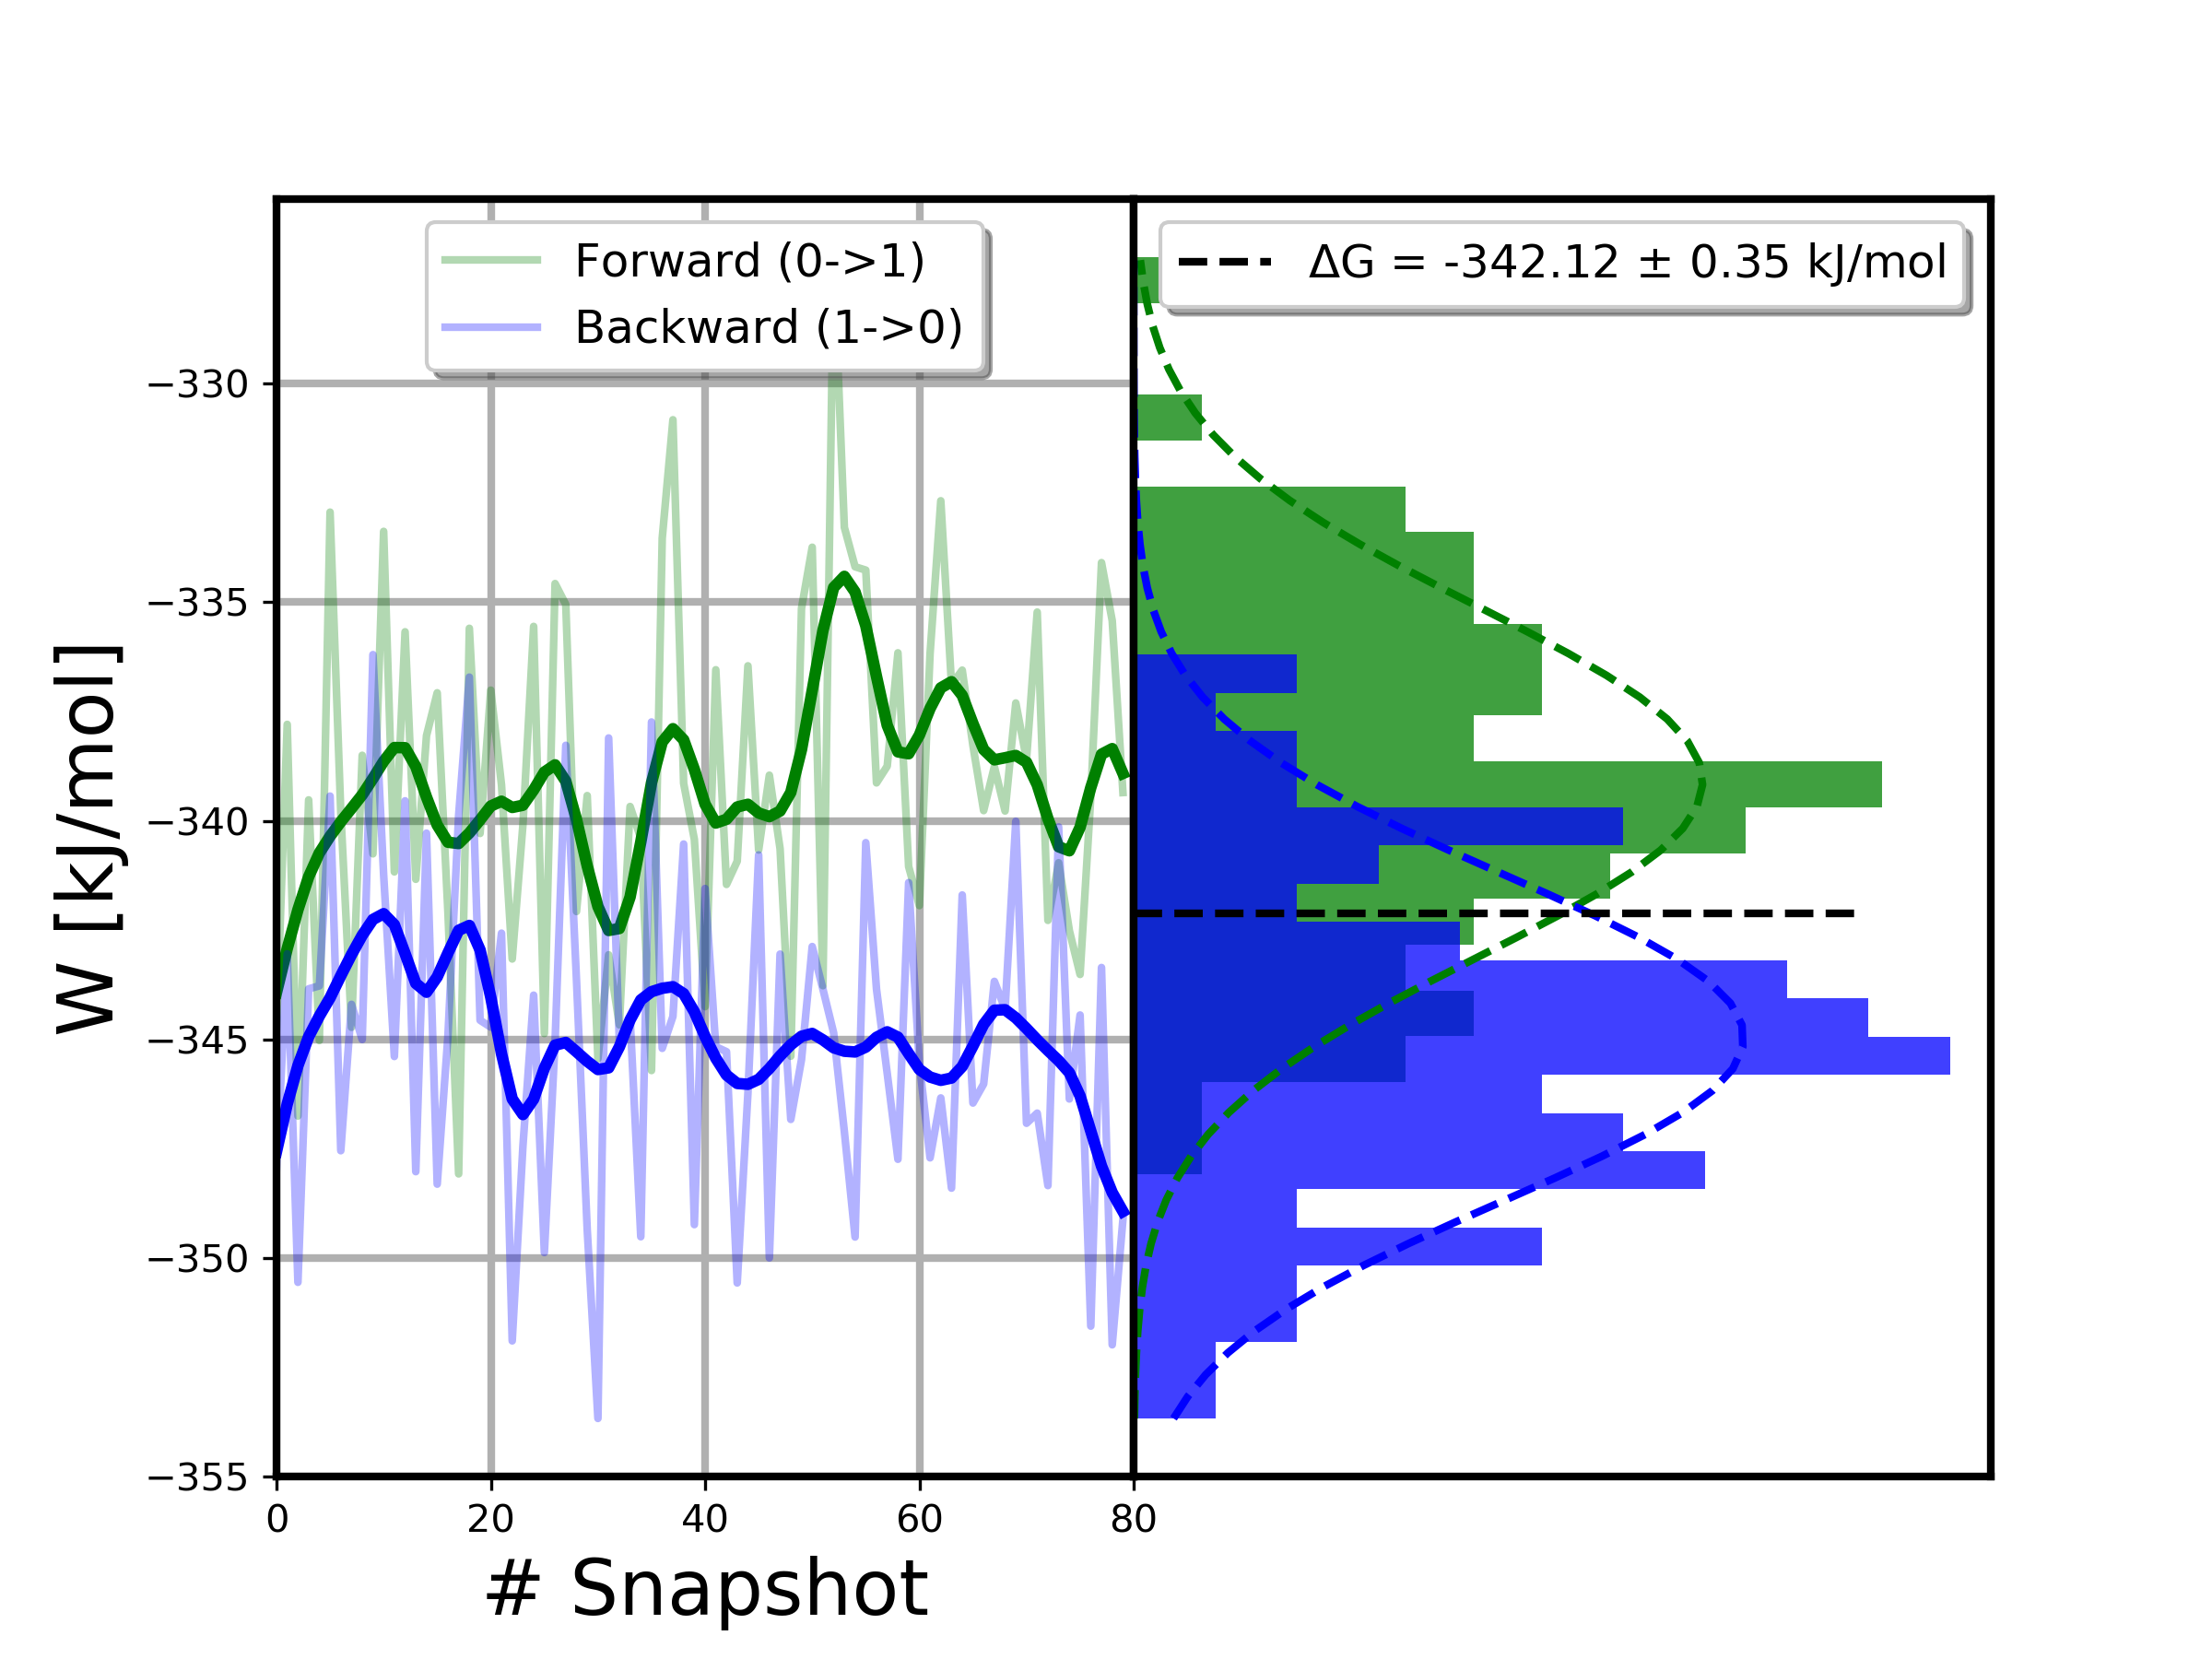 Forward (0->1)
Backward (1->0)
ΔG = -342.12 ± 0.35 kJ/mol
−330
−335
−340
−345
−350
−355
W [kJ/mol]
0 20 40 60 80
# Snapshot